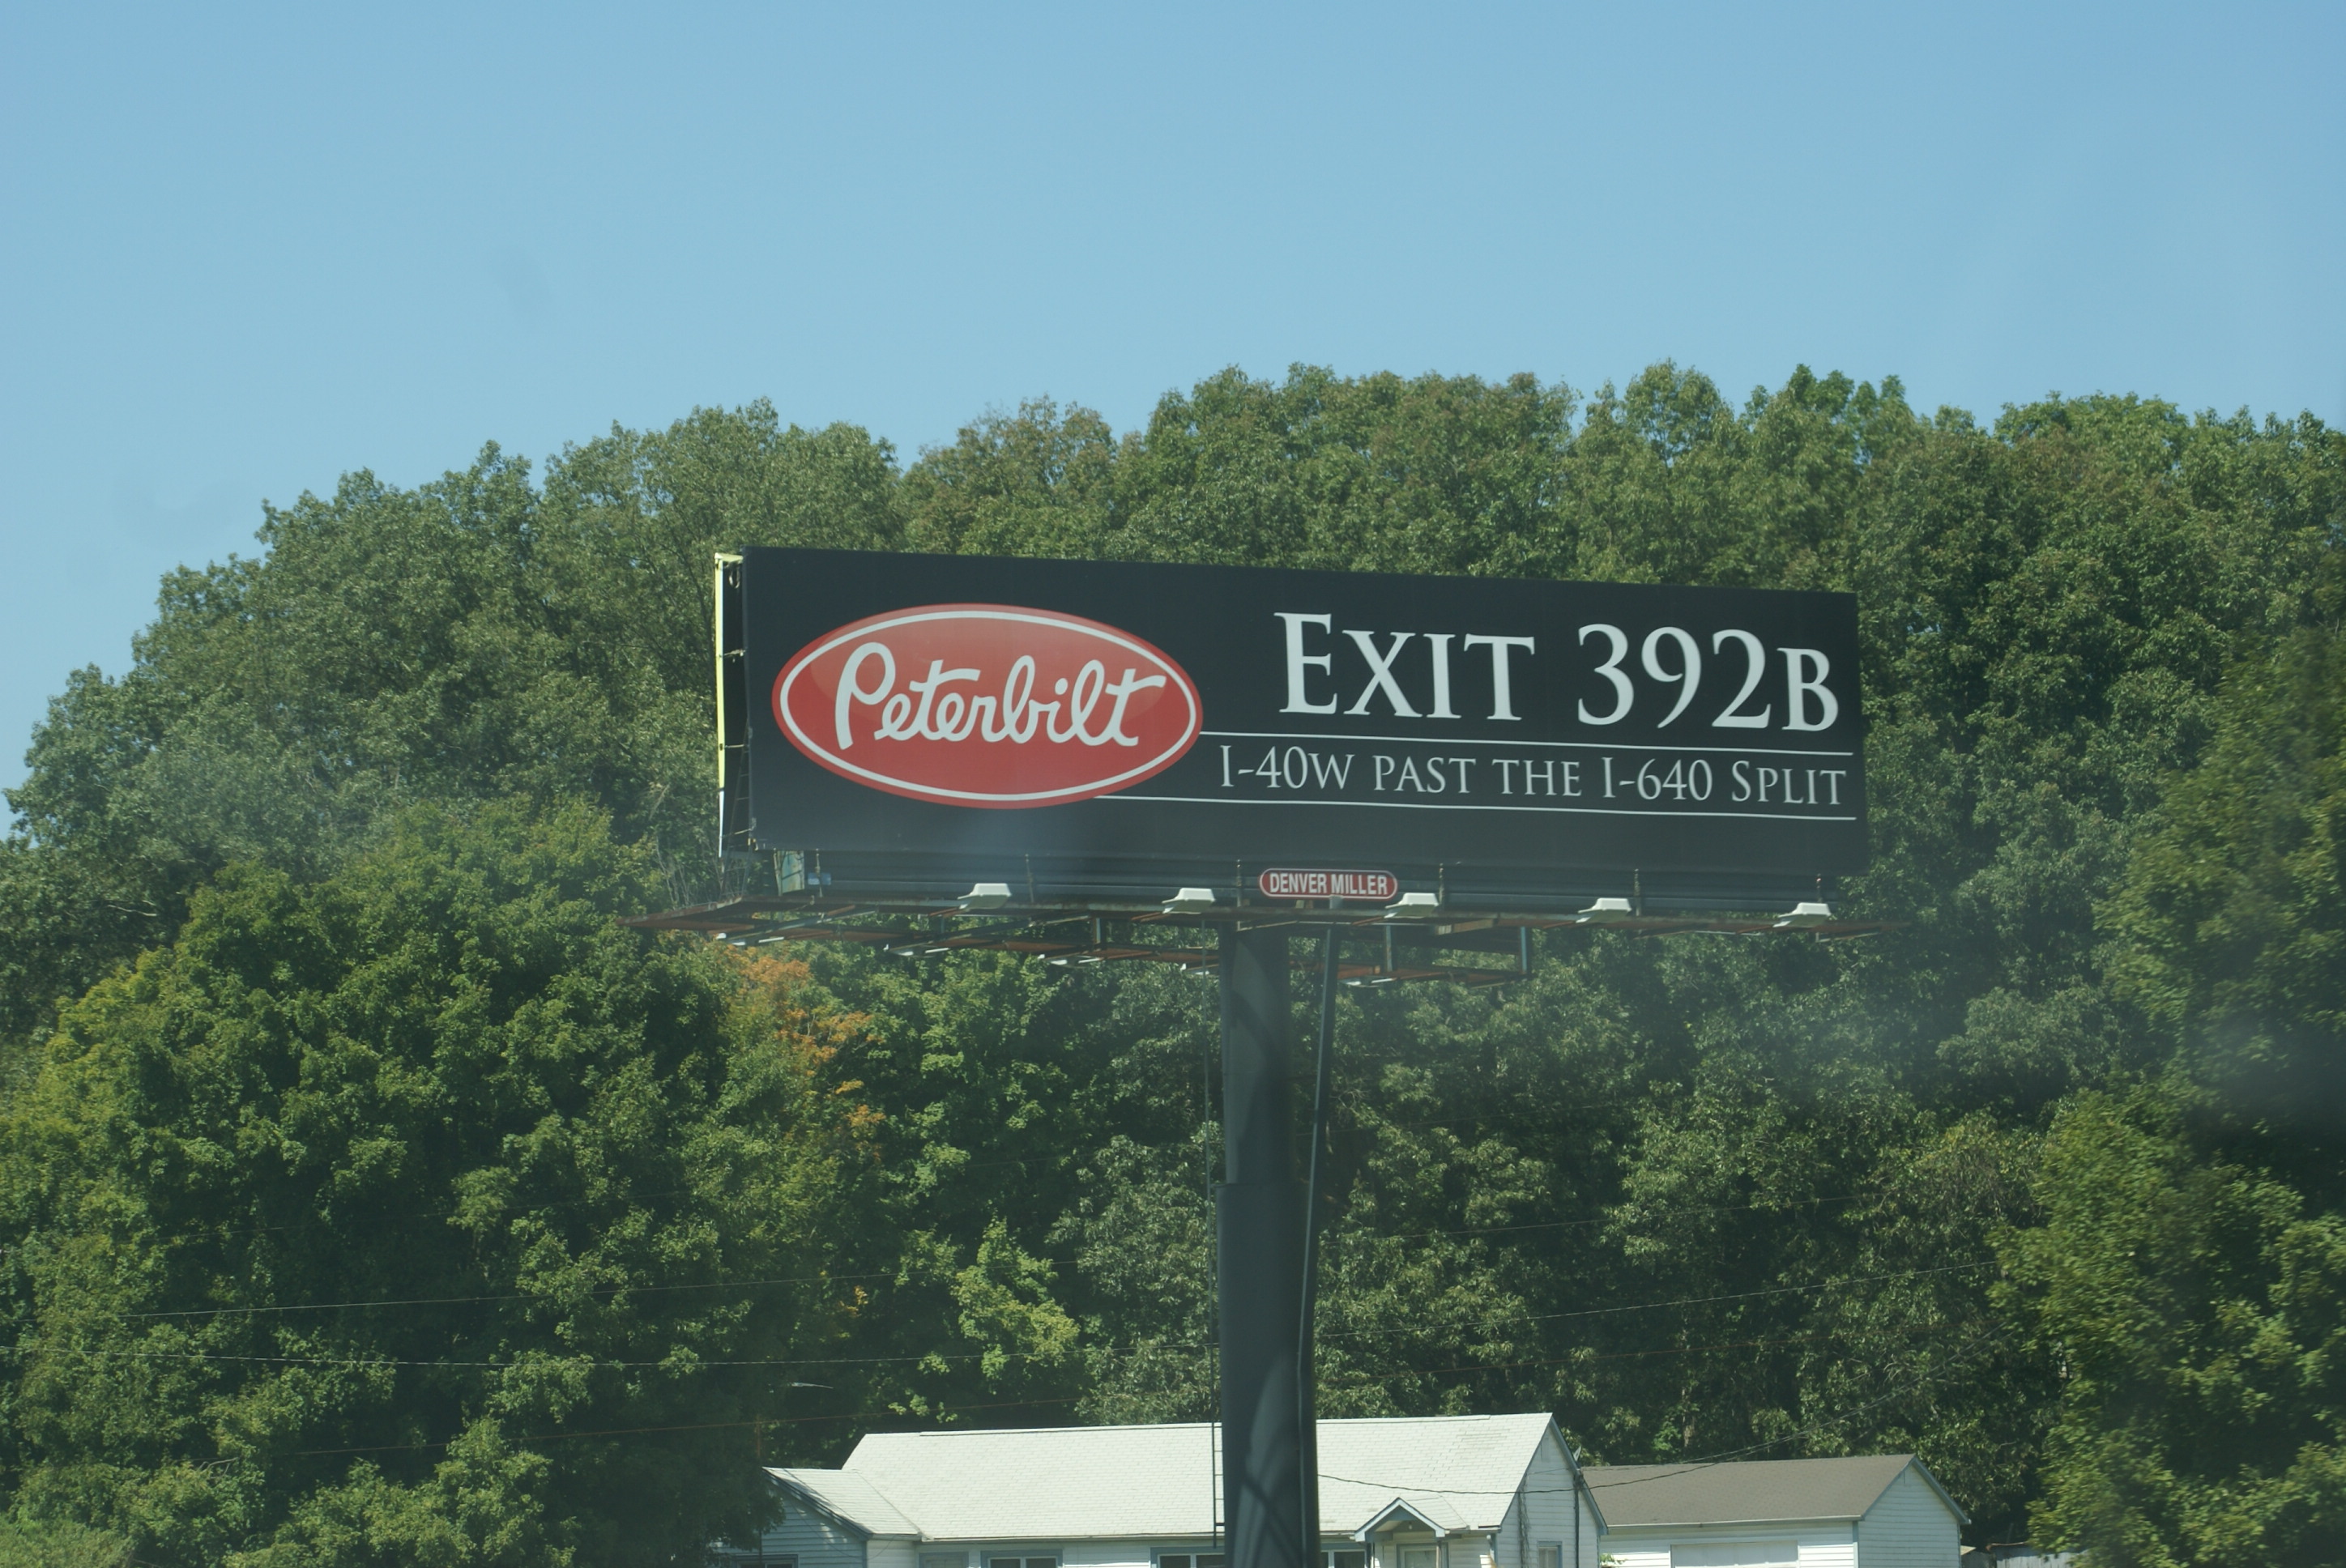 Peterbilt
EXIT 392B
I-40W PAST THE I-640 SPLIT
DENVER MILLER